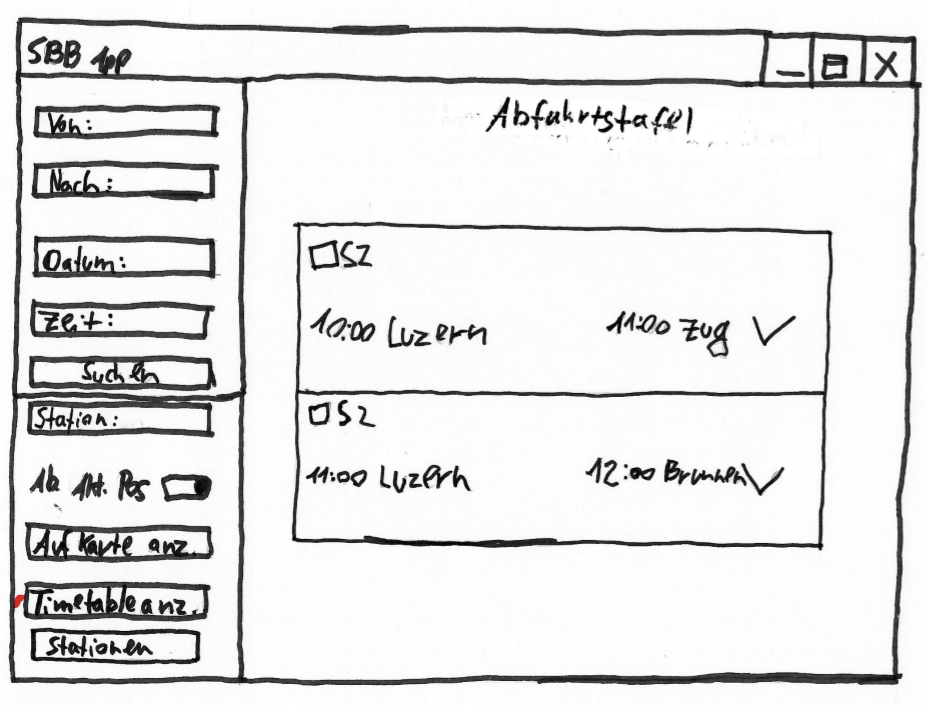 SBB App
Von:
Nach:
Datum:
Zeit:
Suchen
Station:
Ab Akt. Pos
Auf Karte anz.
Timetable anz.
Stationen
Abfahrtstafel
S2
10:00 Luzern 11:00 Zug
S2
11:00 Luzern 12:00 Brunnen